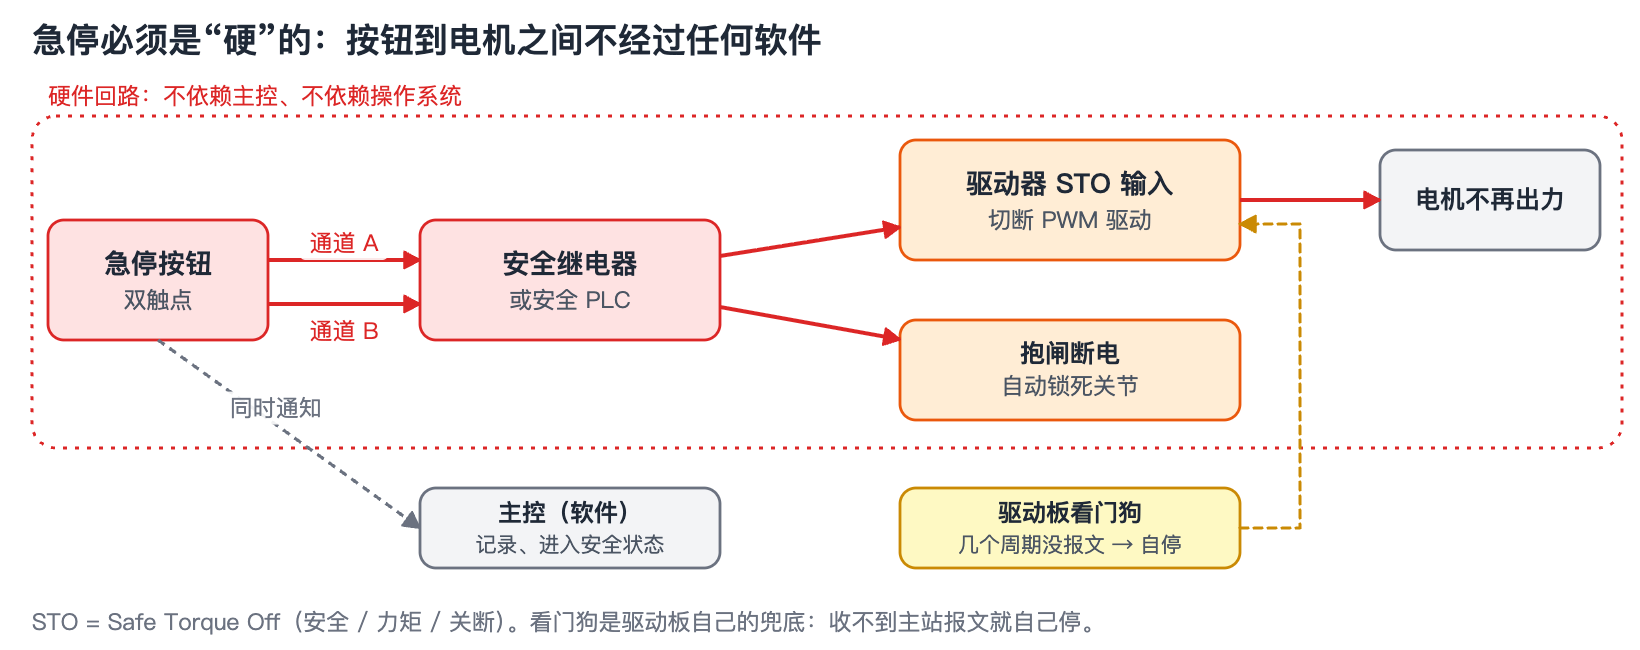 急停必须是“硬”的：按钮到电机之间不经过任何软件
硬件回路：不依赖主控、不依赖操作系统
急停按钮
双触点
通道 A
通道 B
安全继电器
或安全 PLC
驱动器 STO 输入
切断 PWM 驱动
电机不再出力
抱闸断电
自动锁死关节
同时通知
主控（软件）
记录、进入安全状态
驱动板看门狗
几个周期没报文 → 自停
STO = Safe Torque Off（安全 / 力矩 / 关断）。看门狗是驱动板自己的兜底：收不到主站报文就自己停。